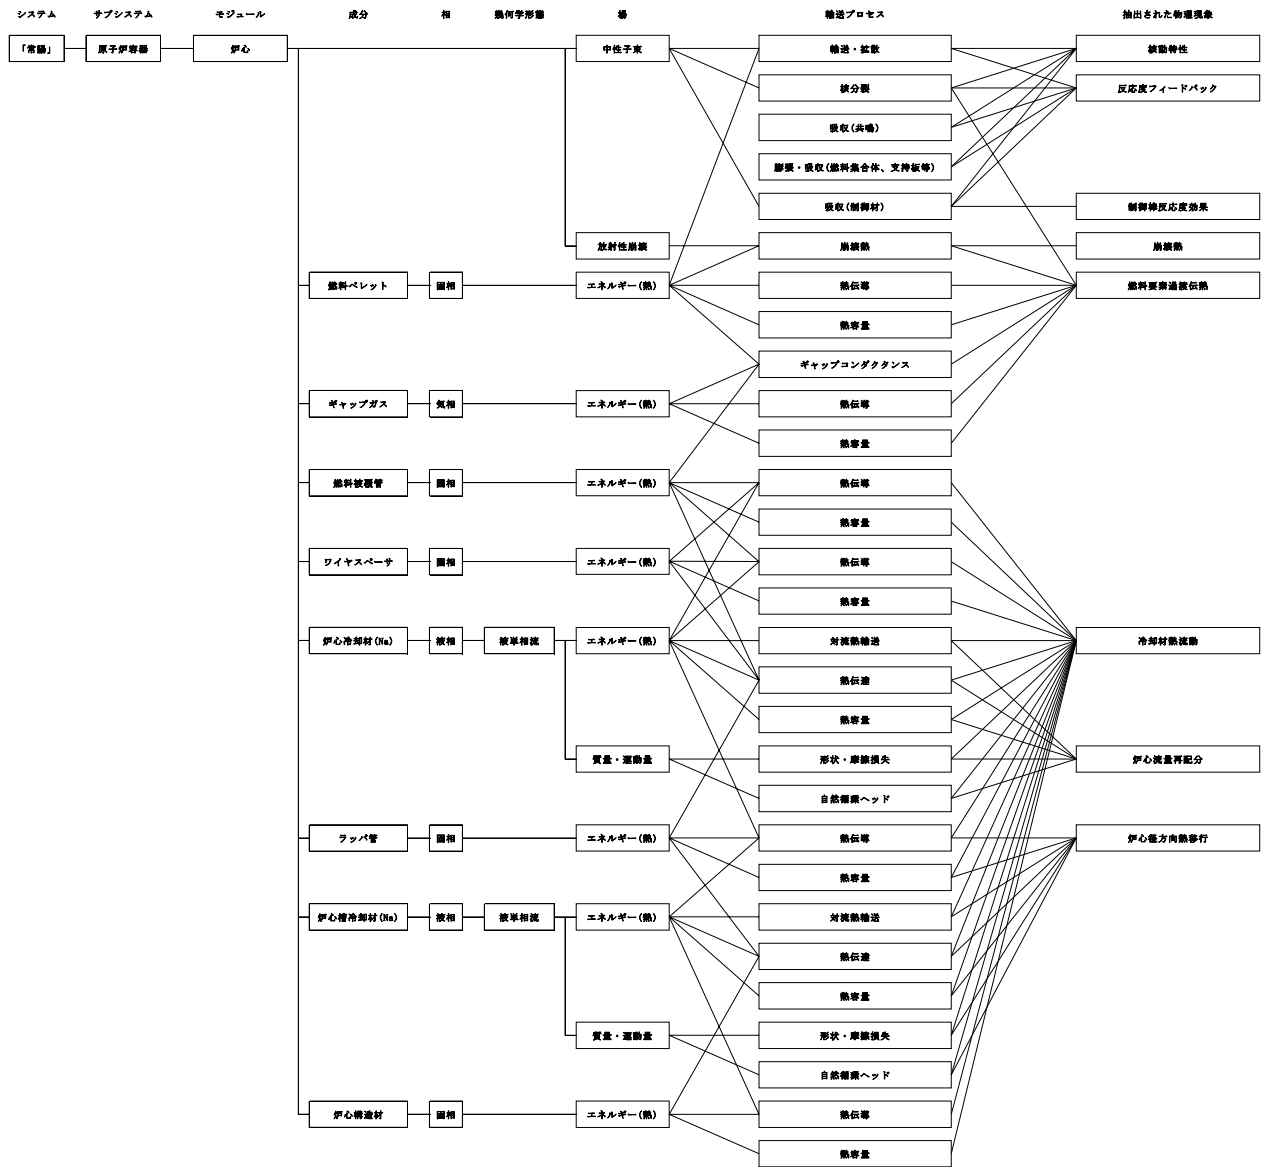 システム サブシステム モジュール 成分 相 幾何学形態 場 輸送プロセス 抽出された物理現象
「常陽」 原子炉容器 炉心 中性子束 輸送・拡散 核動特性
核分裂 反応度フィードバック
吸収(共鳴)
膨張・吸収(燃料集合体、支持板等)
吸収(制御材) 制御棒反応度効果
放射性崩壊 崩壊熱 崩壊熱
燃料ペレット 固相 エネルギー(熱) 熱伝導 燃料要素過渡伝熱
熱容量
ギャップコンダクタンス
ギャップガス 気相 エネルギー(熱) 熱伝導
熱容量
燃料被覆管 固相 エネルギー(熱) 熱伝導
熱容量
ワイヤスペーサ 固相 エネルギー(熱) 熱伝導
熱容量
炉心冷却材(Na) 液相 液単相流 エネルギー(熱) 対流熱輸送 冷却材熱流動
熱伝達
熱容量
質量・運動量 形状・摩擦損失 炉心流量再配分
自然循環ヘッド
ラッパ管 固相 エネルギー(熱) 熱伝導 炉心径方向熱移行
熱容量
炉心槽冷却材(Na) 液相 液単相流 エネルギー(熱) 対流熱輸送
熱伝達
熱容量
質量・運動量 形状・摩擦損失
自然循環ヘッド
炉心構造材 固相 エネルギー(熱) 熱伝導
熱容量